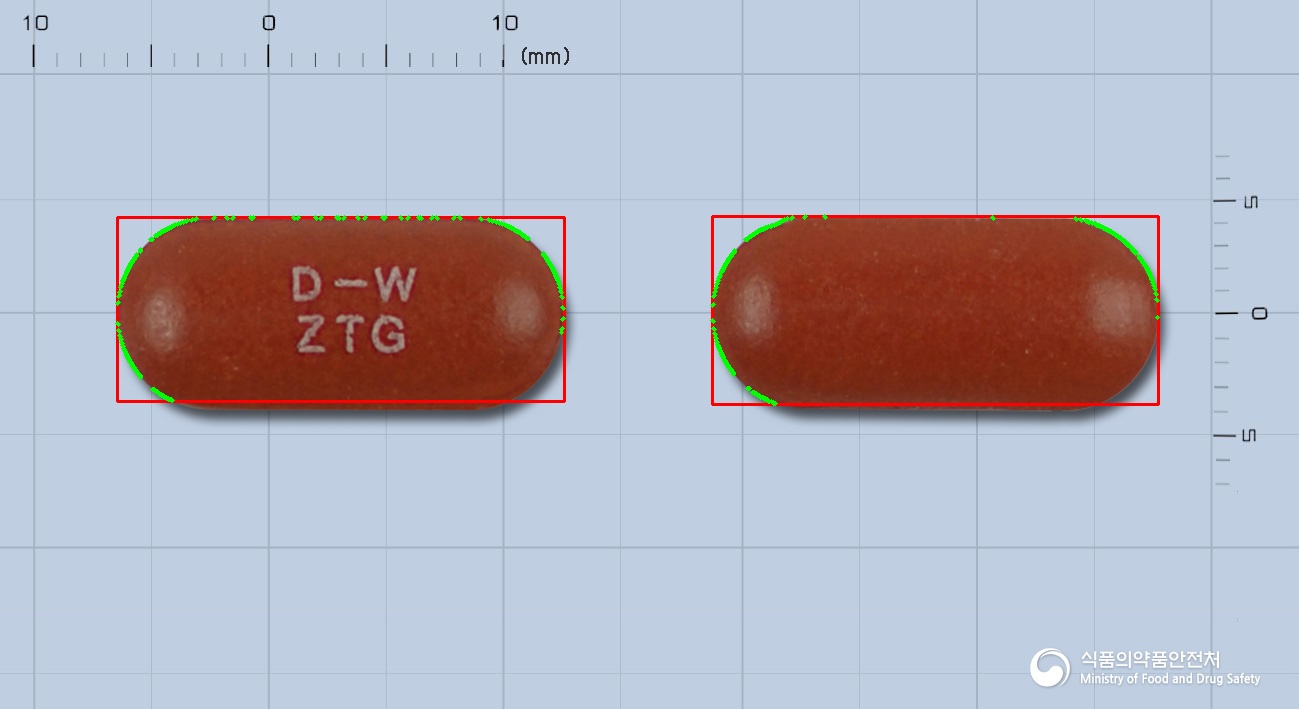 10 0 10
(mm)
5
D-W
ZTG
0
5
식품의약품안전처
Ministry of Food and Drug Safety